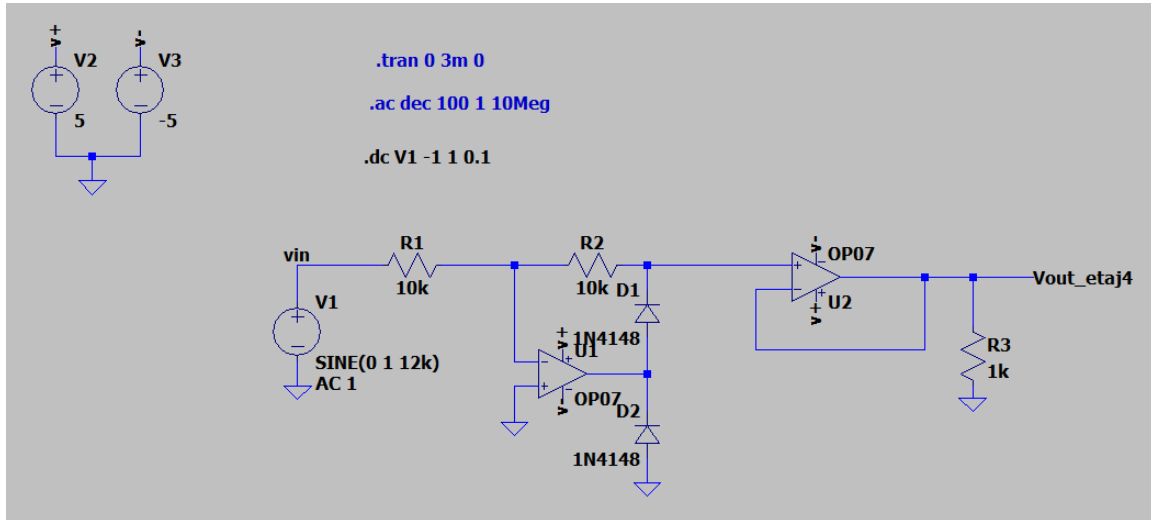 v+
v-
V2
V3
5
-5
.tran 0 3m 0
.ac dec 100 1 10Meg
.dc V1 -1 1 0.1
vin
R1
10k
R2
10k
V1
SINE(0 1 12k)
AC 1
D1
1N4148
v+
U1
v-
OP07
D2
1N4148
v-
OP07
v+
U2
Vout_etaj4
R3
1k